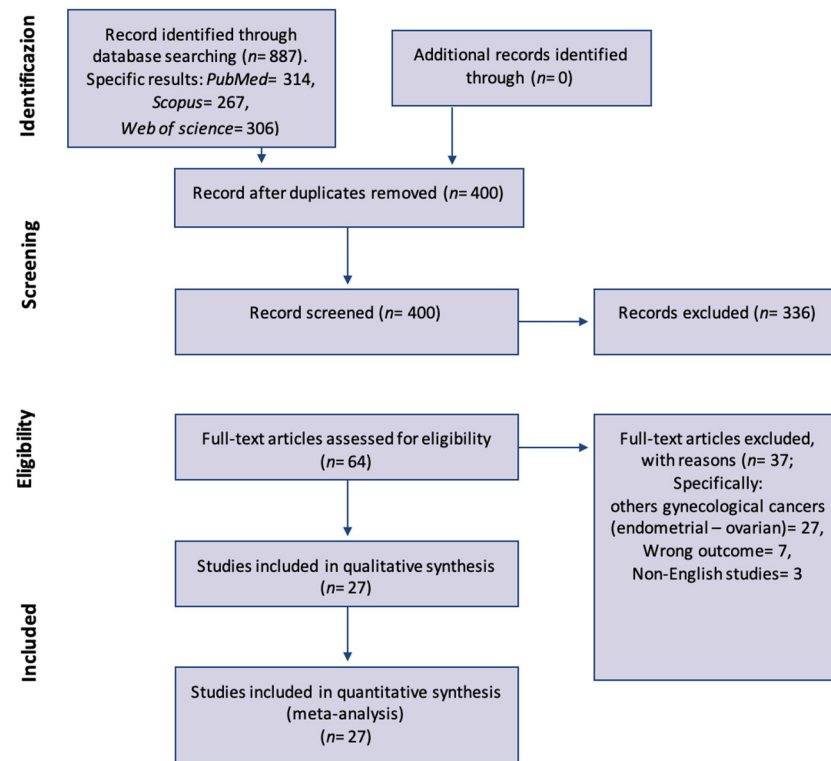 Identificazion
Record identified through
database searching (n= 887).
Specific results: PubMed= 314,
Scopus= 267,
Web of science= 306)
Additional records identified
through (n= 0)
Record after duplicates removed (n= 400)
Screening
Record screened (n= 400)
Records excluded (n= 336)
Eligibility
Full-text articles assessed for eligibility
(n= 64)
Full-text articles excluded,
with reasons (n= 37;
Specifically:
others gynecological cancers
(endometrial – ovarian)= 27,
Wrong outcome= 7,
Non-English studies= 3
Included
Studies included in qualitative synthesis
(n= 27)
Studies included in quantitative synthesis
(meta-analysis)
(n= 27)